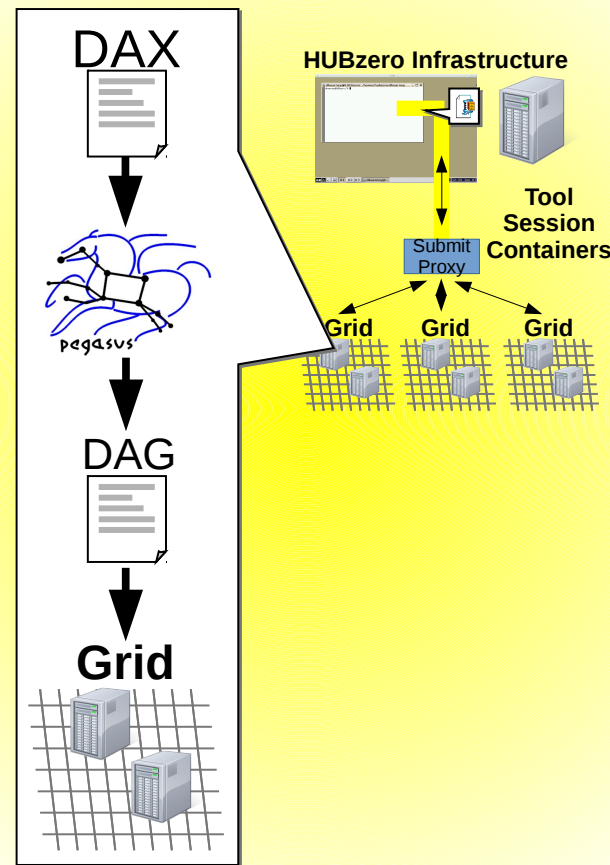 DAX
pegasus
DAG
Grid
HUBzero Infrastructure
Tool
Session
Containers
Submit
Proxy
Grid
Grid
Grid